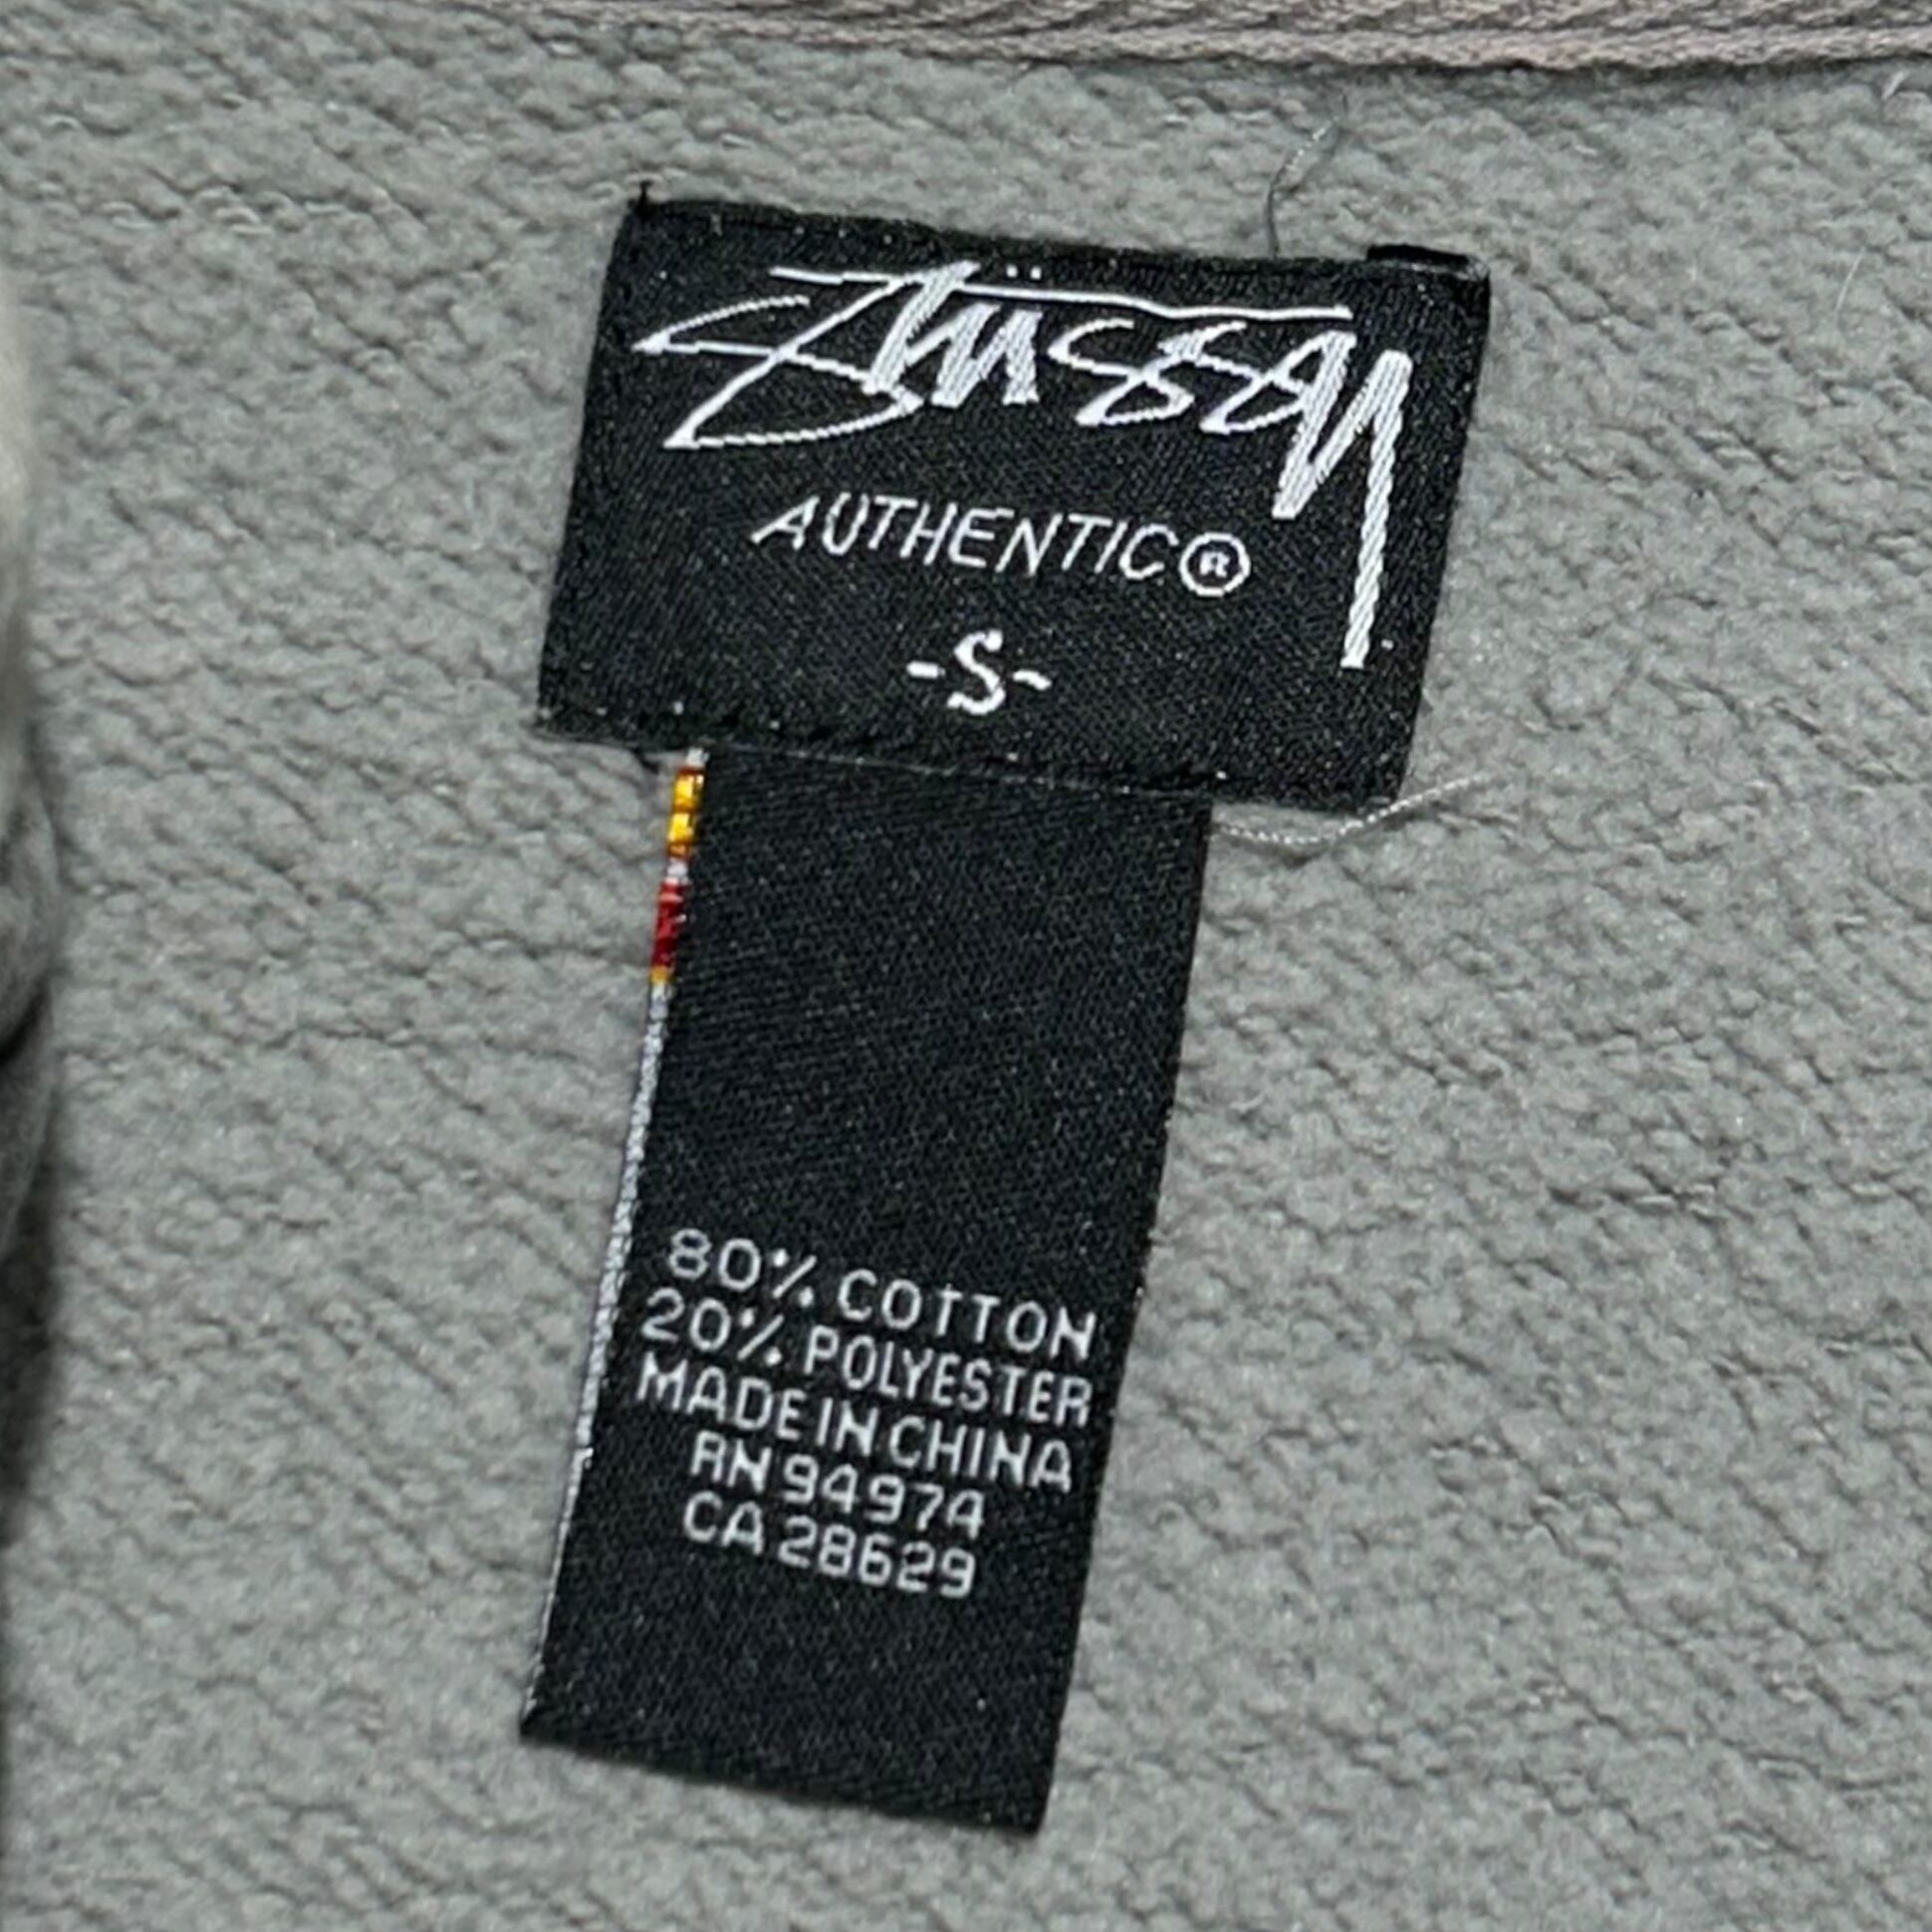 Stüssy
AUTHENTIC®
-S-
80% COTTON
20% POLYESTER
MADE IN CHINA
RN 94974
CA 28629